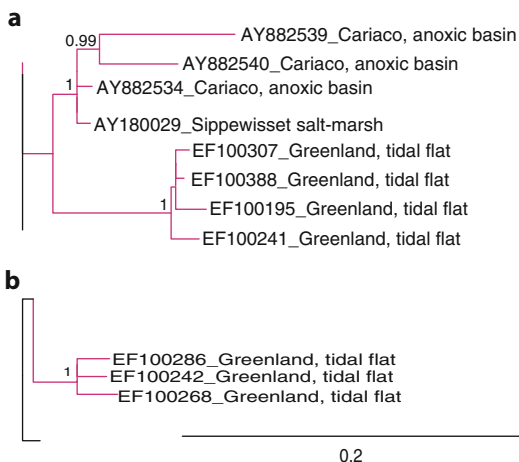 a
0.99
AY882539_Cariaco, anoxic basin
AY882540_Cariaco, anoxic basin
1
AY882534_Cariaco, anoxic basin
AY180029_Sippewisset salt-marsh
EF100307_Greenland, tidal flat
EF100388_Greenland, tidal flat
1
EF100195_Greenland, tidal flat
EF100241_Greenland, tidal flat
b
1
EF100286_Greenland, tidal flat
EF100242_Greenland, tidal flat
EF100268_Greenland, tidal flat
0.2